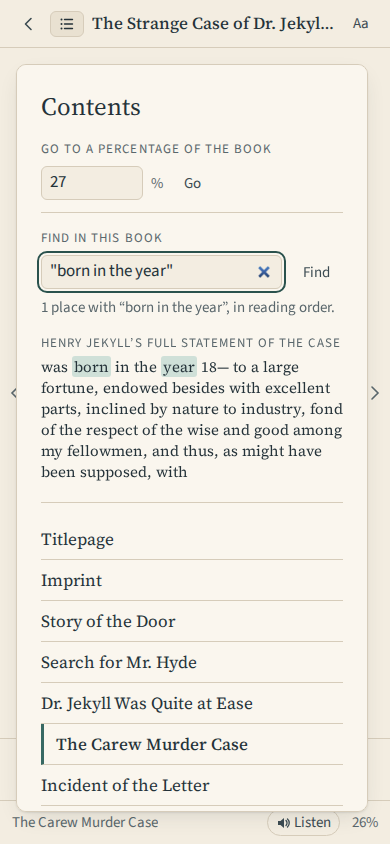 The Strange Case of Dr. Jekyl...
Aa
Contents
GO TO A PERCENTAGE OF THE BOOK
27
%
Go
FIND IN THIS BOOK
"born in the year"
Find
1 place with “born in the year”, in reading order.
HENRY JEKYLL’S FULL STATEMENT OF THE CASE
was born in the year 18— to a large
fortune, endowed besides with excellent
parts, inclined by nature to industry, fond
of the respect of the wise and good among
my fellowmen, and thus, as might have
been supposed, with
Titlepage
Imprint
Story of the Door
Search for Mr. Hyde
Dr. Jekyll Was Quite at Ease
The Carew Murder Case
Incident of the Letter
The Carew Murder Case
Listen
26%